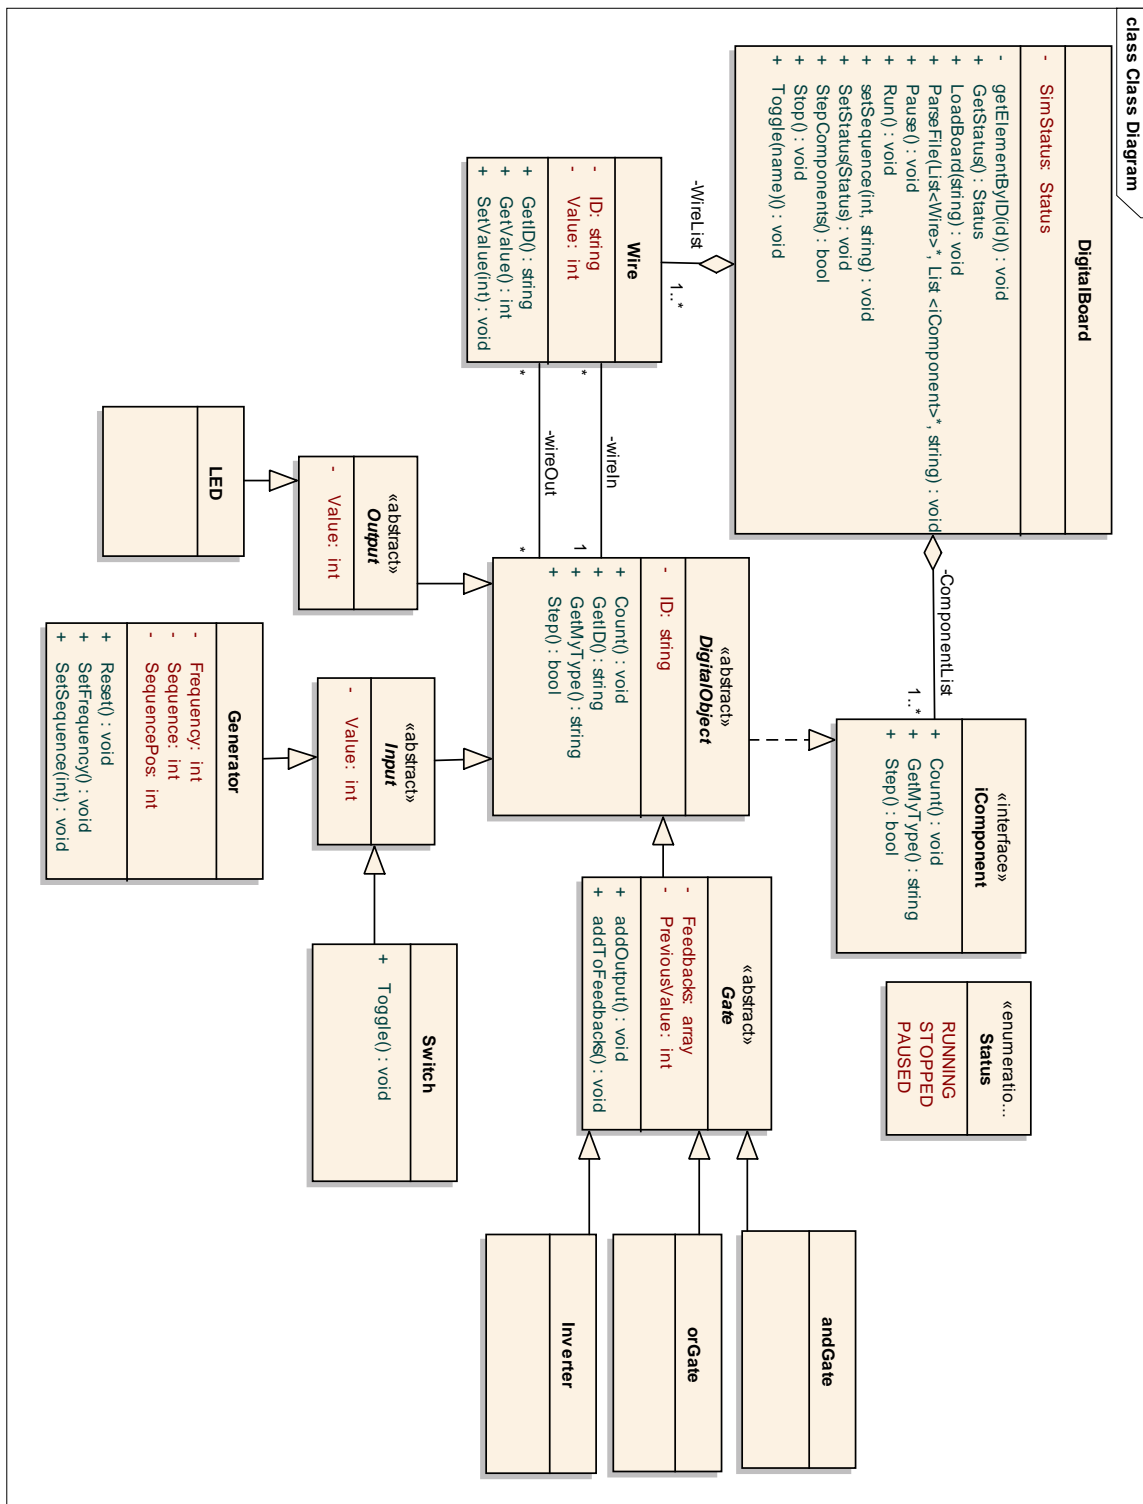 class Class Diagram
DigitalBoard
- SimStatus: Status
- getElementByID(id)() : void
+ GetStatus() : Status
+ LoadBoard(string) : void
+ ParseFile(List<Wire>*, List <iComponent>*, string) : void
+ Pause() : void
+ Run() : void
+ setSequence(int, string) : void
+ SetStatus(Status) : void
+ StepComponents() : bool
+ Stop() : void
+ Toggle(name)() : void
-ComponentList
1..*
«interface»
iComponent
+ Count() : void
+ GetMyType() : string
+ Step() : bool
«enumeratio...
Status
RUNNING
STOPPED
PAUSED
-WireList
1..*
Wire
- ID: string
- Value: int
+ GetID() : string
+ GetValue() : int
+ SetValue(int) : void
*
-wireIn
1
*
-wireOut
*
«abstract»
DigitalObject
- ID: string
+ Count() : void
+ GetID() : string
+ GetMyType() : string
+ Step() : bool
«abstract»
Gate
- Feedbacks: array
- PreviousValue: int
+ addOutput() : void
+ addToFeedbacks() : void
andGate
orGate
Inverter
«abstract»
Output
- Value: int
LED
«abstract»
Input
- Value: int
Switch
+ Toggle() : void
Generator
- Frequency: int
- Sequence: int
- SequencePos: int
+ Reset() : void
+ SetFrequency() : void
+ SetSequence(int) : void